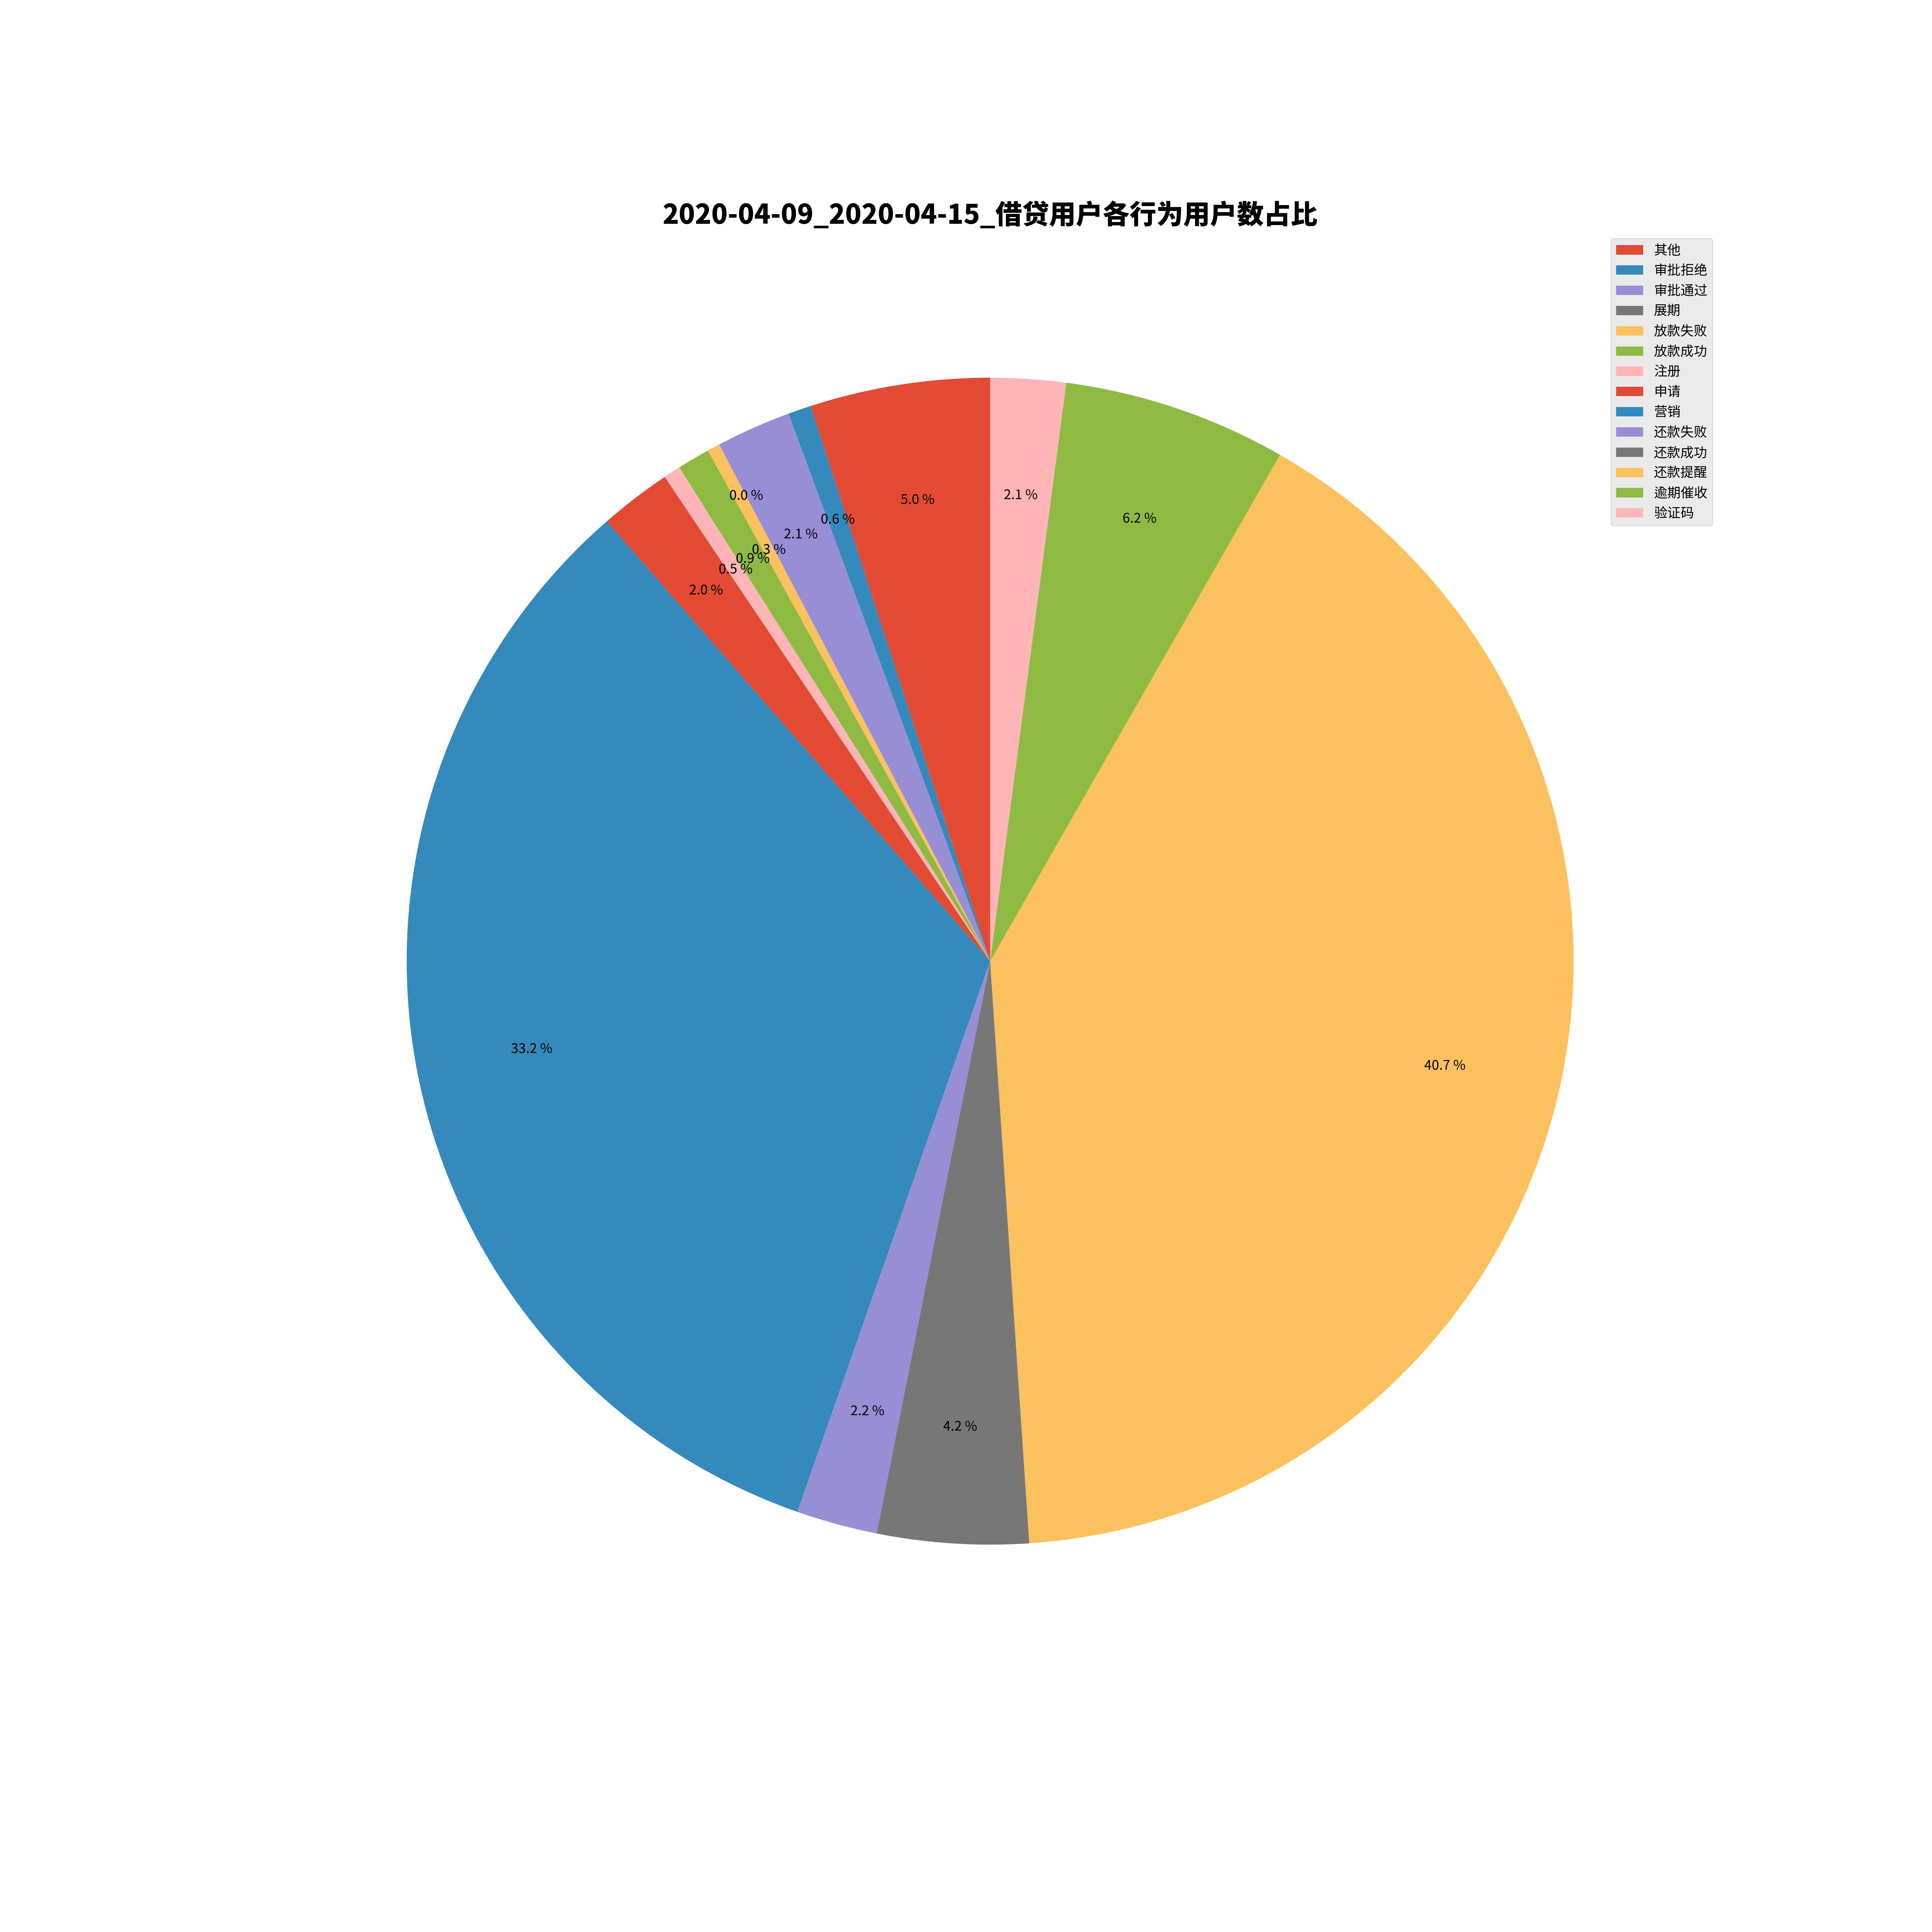 2020-04-09_2020-04-15_借贷用户各行为用户数占比
其他
审批拒绝
审批通过
展期
放款失败
放款成功
注册
申请
营销
还款失败
还款成功
还款提醒
逾期催收
验证码
5.0 %
2.1 %
0.0 %
0.6 %
6.2 %
2.1 %
0.3 %
0.9 %
0.5 %
2.0 %
33.2 %
40.7 %
2.2 %
4.2 %